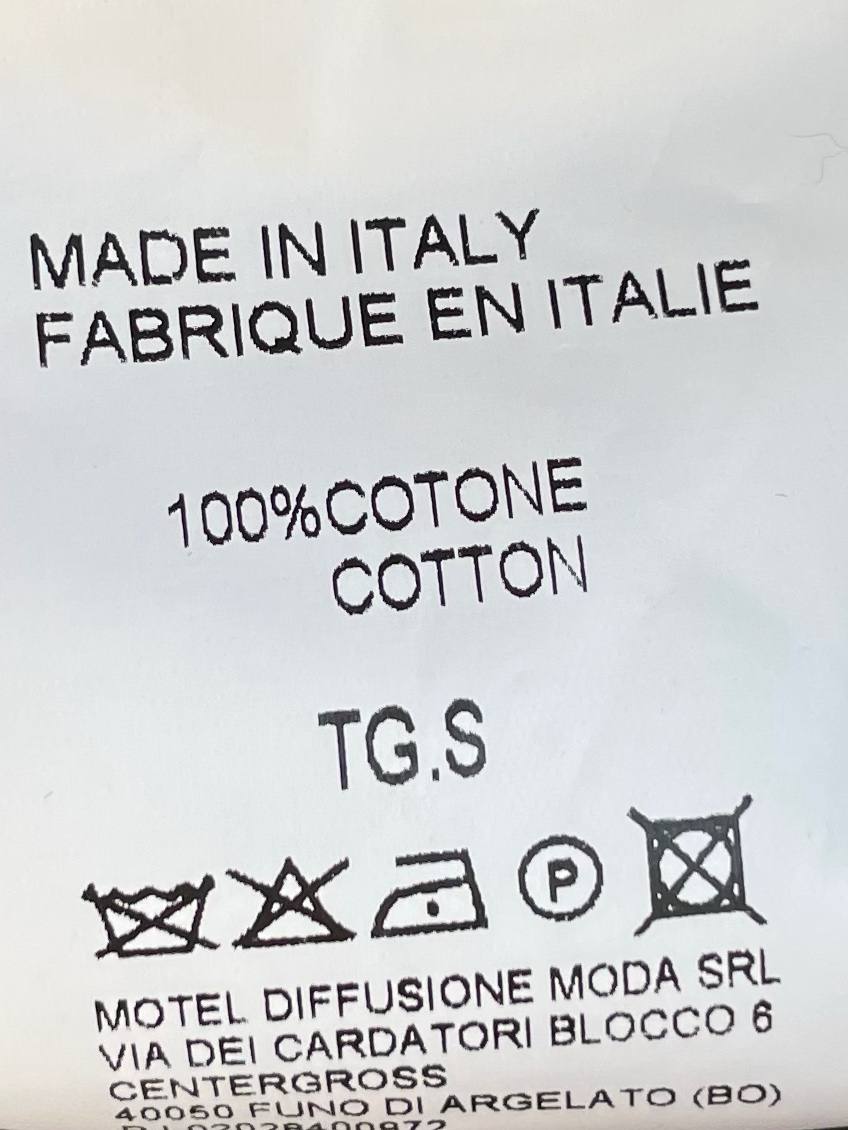 MADE IN ITALY
FABRIQUE EN ITALIE
100%COTONE
COTTON
TG.S
P
MOTEL DIFFUSIONE MODA SRL
VIA DEI CARDATORI BLOCCO 6
CENTERGROSS
40050 FUNO DI ARGELATO (BO)